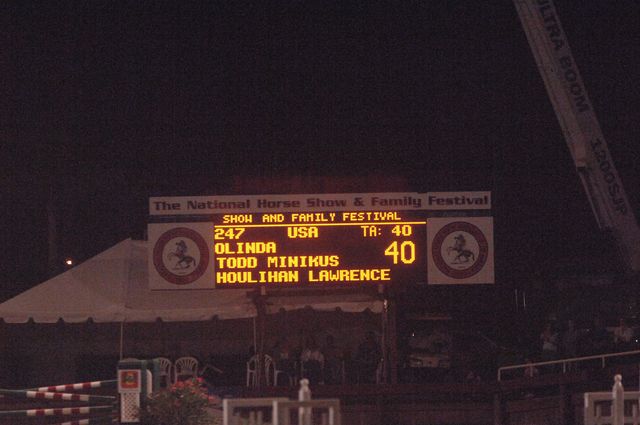 ULTRA BOOM
1200SJP
The National Horse Show & Family Festival
SHOW AND FAMILY FESTIVAL
247 USA TA: 40
OLINDA
40
TODD MINIKUS
HOULIHAN LAWRENCE